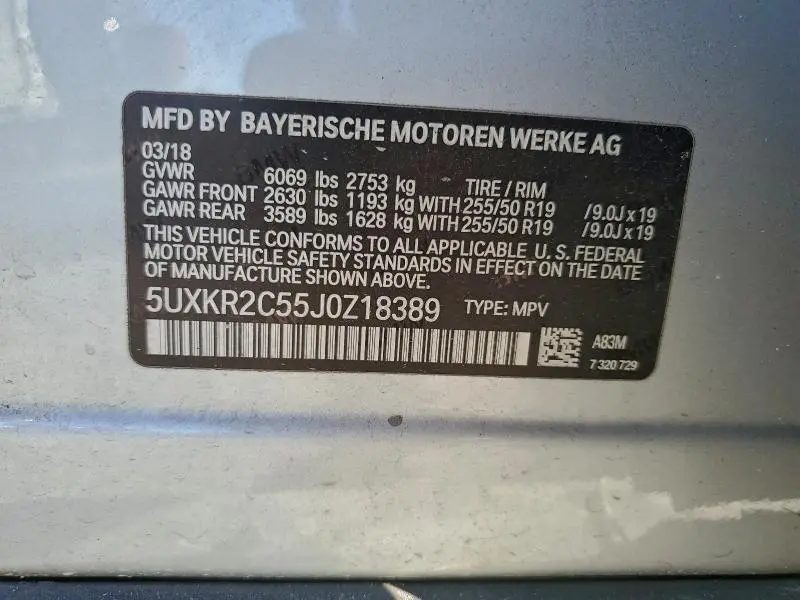 MFD BY BAYERISCHE MOTOREN WERKE AG
03/18
GVWR 6069 lbs 2753 kg TIRE / RIM
GAWR FRONT 2630 lbs 1193 kg WITH 255/50 R19 /9.0J x 19
GAWR REAR 3589 lbs 1628 kg WITH 255/50 R19 /9.0J x 19
THIS VEHICLE CONFORMS TO ALL APPLICABLE U. S. FEDERAL
MOTOR VEHICLE SAFETY STANDARDS IN EFFECT ON THE DATE
OF MANUFACTURE SHOWN ABOVE.
5UXKR2C55J0Z18389 TYPE: MPV
A83M
7 320 729